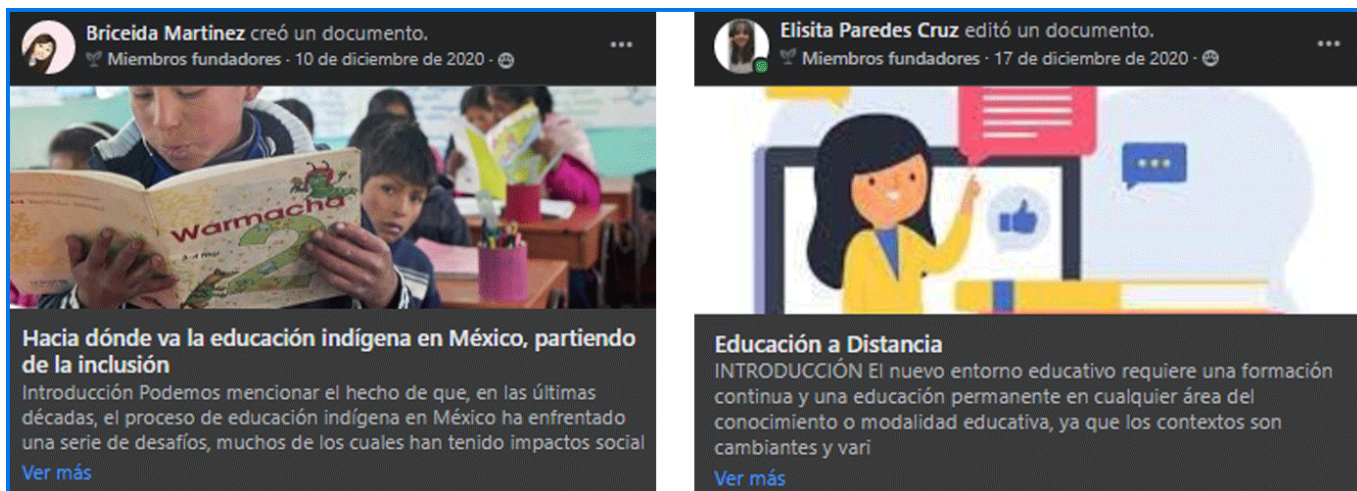 Briceida Martinez creó un documento.
Miembros fundadores · 10 de diciembre de 2020 ·
Warmacha
2
Hacia dónde va la educación indígena en México, partiendo
de la inclusión
Introducción Podemos mencionar el hecho de que, en las últimas
décadas, el proceso de educación indígena en México ha enfrentado
una serie de desafíos, muchos de los cuales han tenido impactos social
Ver más
Elisita Paredes Cruz editó un documento.
Miembros fundadores · 17 de diciembre de 2020 ·
Educación a Distancia
INTRODUCCIÓN El nuevo entorno educativo requiere una formación
continua y una educación permanente en cualquier área del
conocimiento o modalidad educativa, ya que los contextos son
cambiantes y vari
Ver más